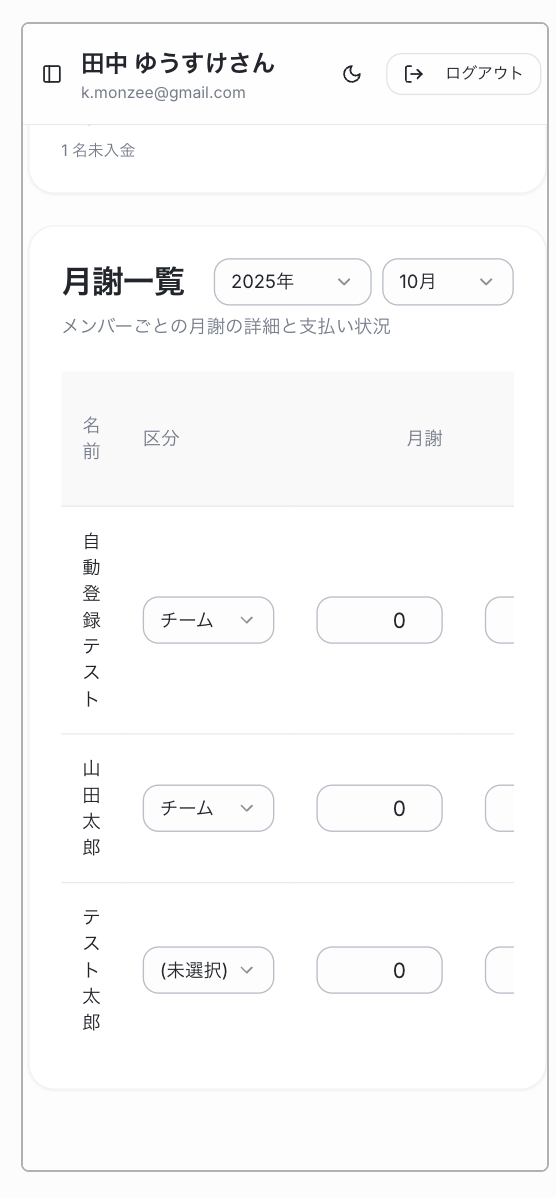 田中 ゆうすけさん
k.monzee@gmail.com
ログアウト
1 名未入金
月謝一覧
2025年
10月
メンバーごとの月謝の詳細と支払い状況
名前
区分
月謝
自動登録テスト
チーム
0
山田太郎
チーム
0
テスト太郎
(未選択)
0